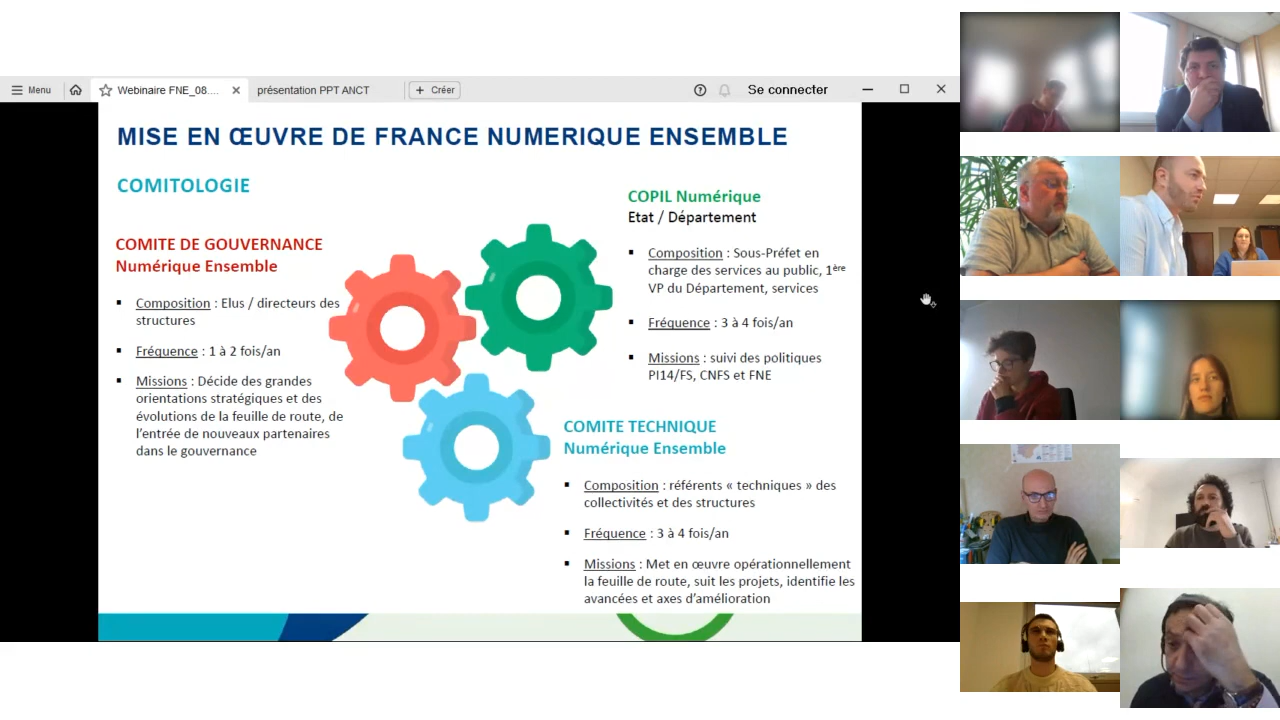 Menu
Webinaire FNE_08....
présentation PPT ANCT
Créer
Se connecter
MISE EN ŒUVRE DE FRANCE NUMERIQUE ENSEMBLE
COMITOLOGIE
COMITE DE GOUVERNANCE
Numérique Ensemble
Composition : Elus / directeurs des
structures
Fréquence : 1 à 2 fois/an
Missions : Décide des grandes
orientations stratégiques et des
évolutions de la feuille de route, de
l'entrée de nouveaux partenaires
dans le gouvernance
COPIL Numérique
Etat / Département
Composition : Sous-Préfet en
charge des services au public, 1ère
VP du Département, services
Fréquence : 3 à 4 fois/an
Missions : suivi des politiques
PI14/FS, CNFS et FNE
COMITE TECHNIQUE
Numérique Ensemble
Composition : référents « techniques » des
collectivités et des structures
Fréquence : 3 à 4 fois/an
Missions : Met en œuvre opérationnellement
la feuille de route, suit les projets, identifie les
avancées et axes d'amélioration